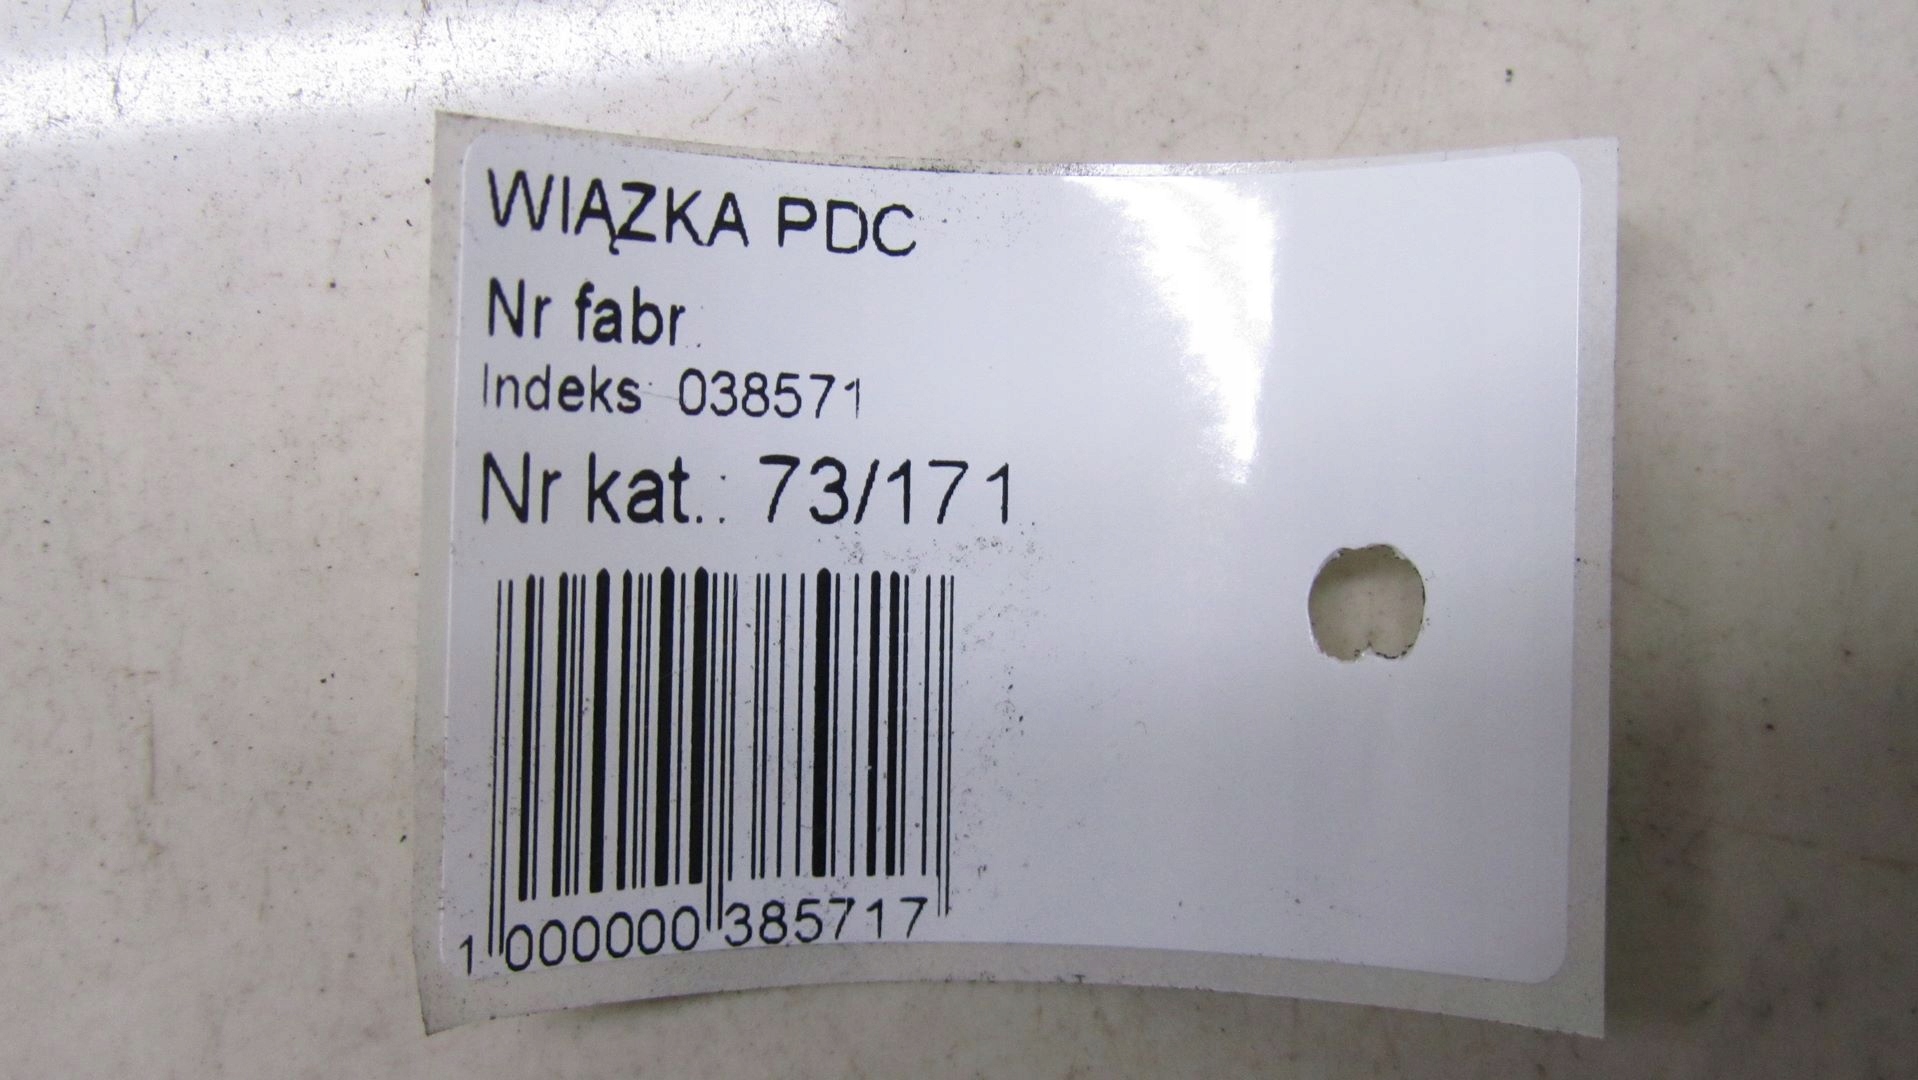 WIĄZKA PDC
Nr fabr.:
Indeks: 038571
Nr kat.: 73/171
1 000000 385717